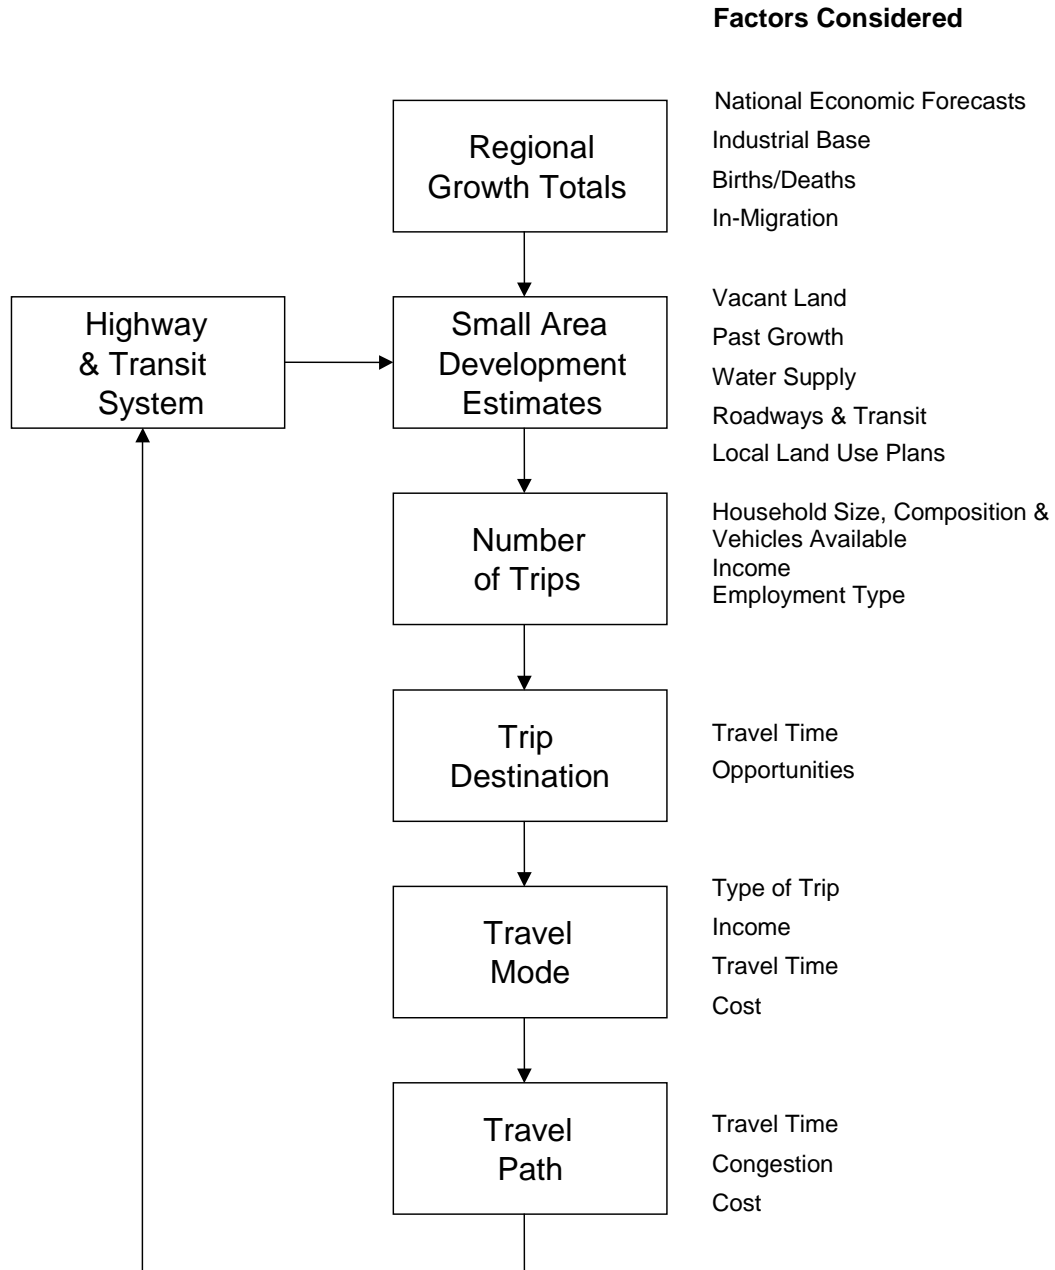 Factors Considered
Regional
Growth Totals
National Economic Forecasts
Industrial Base
Births/Deaths
In-Migration
Highway
& Transit
System
Small Area
Development
Estimates
Vacant Land
Past Growth
Water Supply
Roadways & Transit
Local Land Use Plans
Number
of Trips
Household Size, Composition &
Vehicles Available
Income
Employment Type
Trip
Destination
Travel Time
Opportunities
Travel
Mode
Type of Trip
Income
Travel Time
Cost
Travel
Path
Travel Time
Congestion
Cost